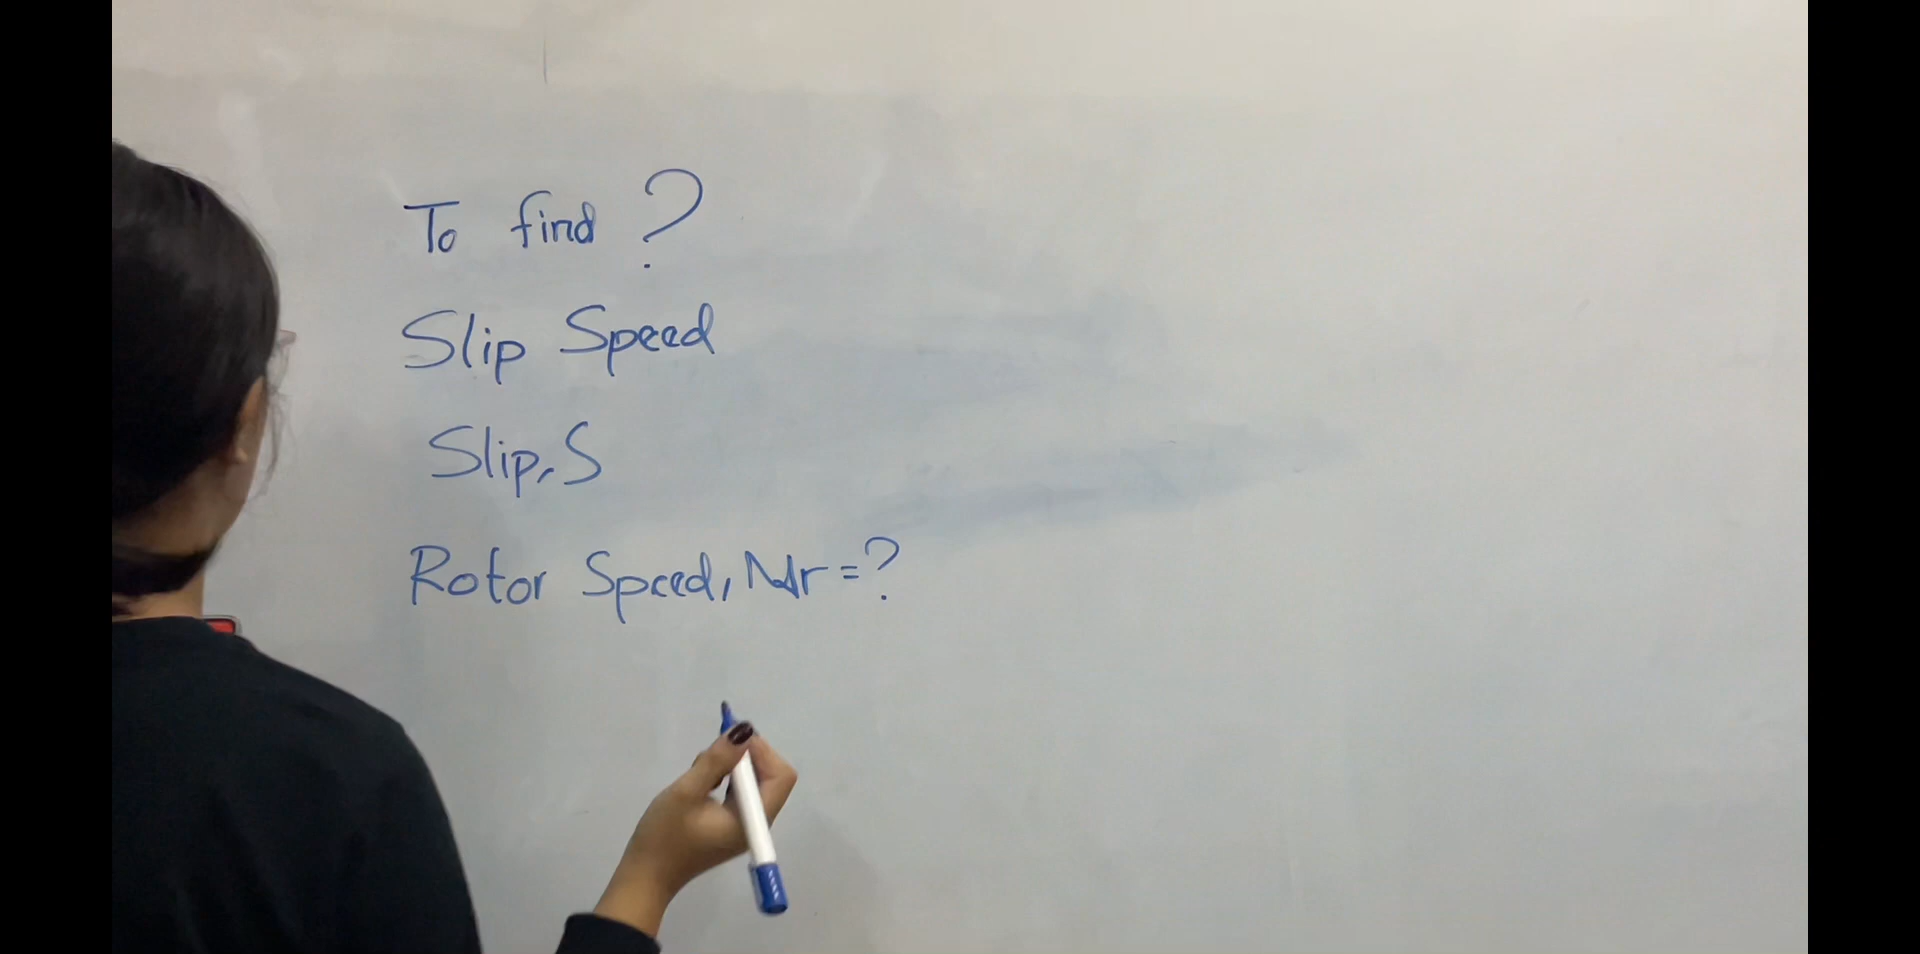 To find ?
Slip Speed
Slip, S
Rotor Speed, Nr = ?